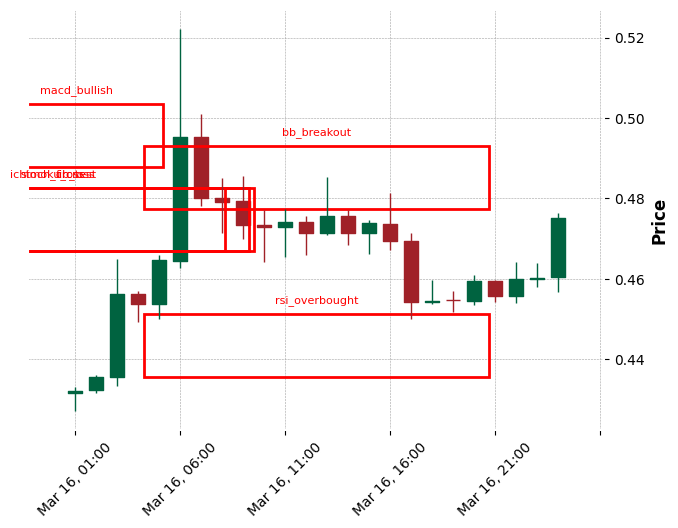 macd_bullish
bb_breakout
rsi_overbought
0.52
0.50
0.48
0.46
0.44
Price
Mar 16, 01:00
Mar 16, 06:00
Mar 16, 11:00
Mar 16, 16:00
Mar 16, 21:00